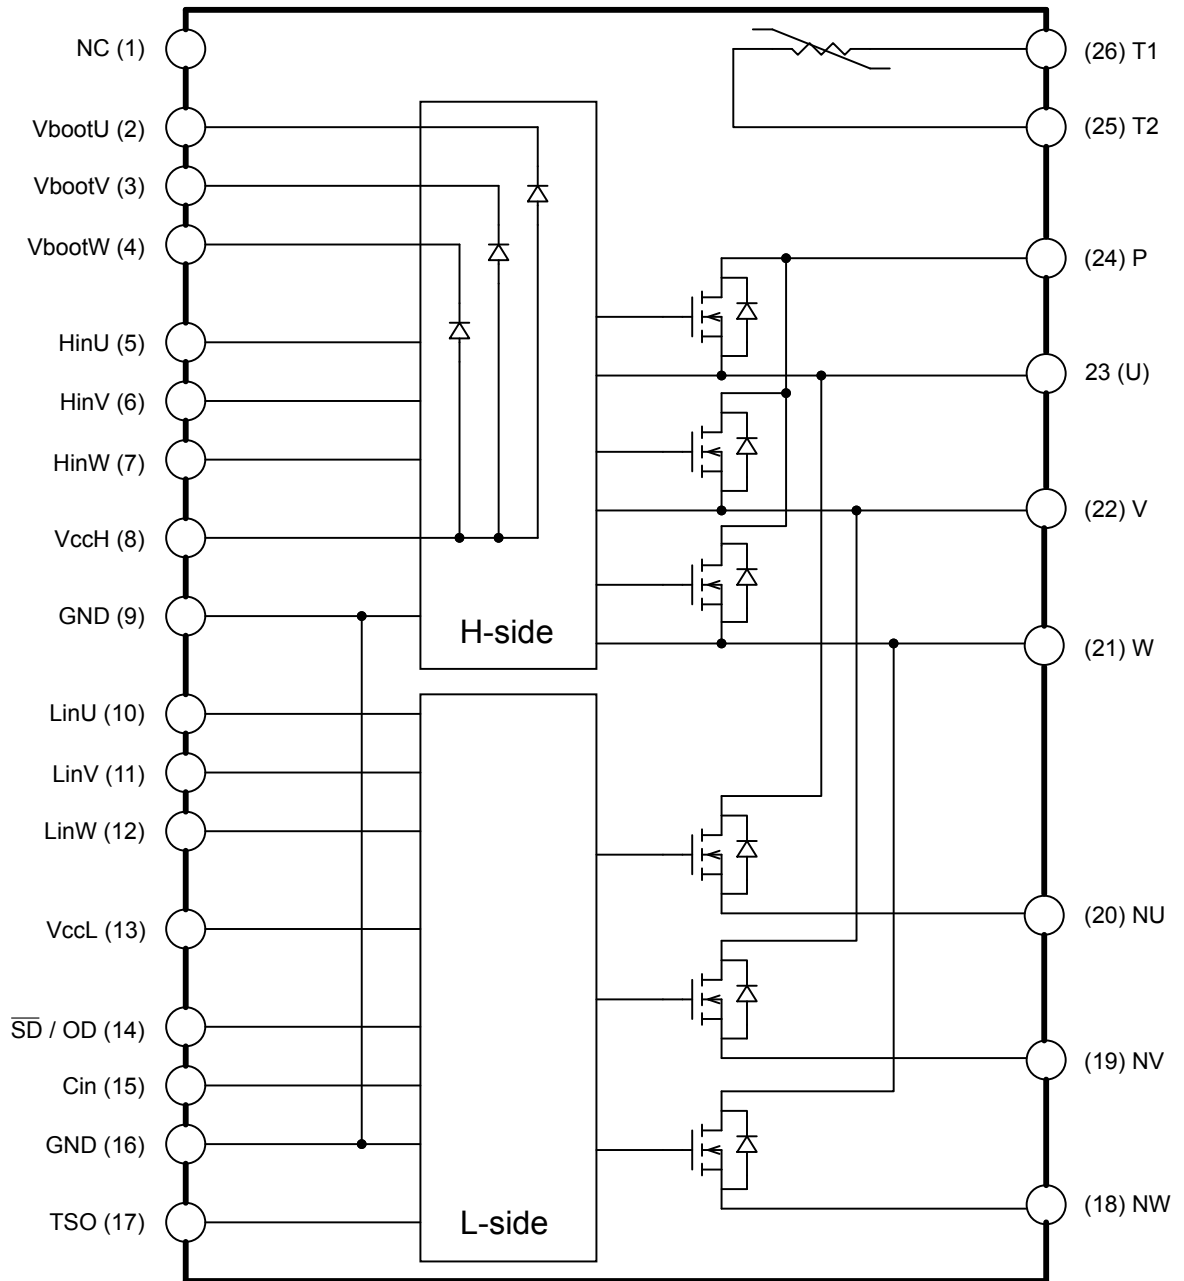 NC (1)
VbootU (2)
VbootV (3)
VbootW (4)
HinU (5)
HinV (6)
HinW (7)
VccH (8)
GND (9)
LinU (10)
LinV (11)
LinW (12)
VccL (13)
S̅D̅ / OD (14)
Cin (15)
GND (16)
TSO (17)
H-side
L-side
(26) T1
(25) T2
(24) P
23 (U)
(22) V
(21) W
(20) NU
(19) NV
(18) NW